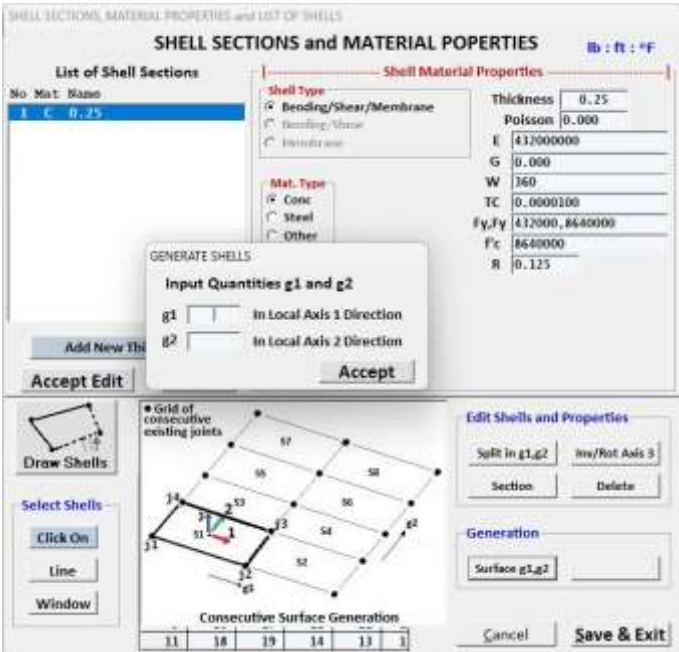 SHELL SECTIONS, MATERIAL PROPERTIES and LIST OF SHELLS
SHELL SECTIONS and MATERIAL POPERTIES
lb : ft : °F
List of Shell Sections
No Mat Name
1 C 0.25
Shell Material Properties
Shell Type
Bending/Shear/Membrane
Bending/Shear
Membrane
Mat. Type
Conc
Steel
Other
Thickness 0.25
Poisson 0.000
E 432000000
G 0.000
W 360
TC 0.0000100
Fy,Fy 432000,8640000
F'c 8640000
R 0.125
GENERATE SHELLS
Input Quantities g1 and g2
g1 In Local Axis 1 Direction
g2 In Local Axis 2 Direction
Accept
Add New Thi
Accept Edit
Draw Shells
Select Shells
Click On
Line
Window
Grid of
consecutive
existing joints
S7
S5 S8
S3 S6
S1 S4
S2
j4 j3
j1 j2
3 2 1
g1 g2
Consecutive Surface Generation
11 18 19 14 13 1
Edit Shells and Properties
Split in g1,g2 Inv/Rot Axis 3
Section Delete
Generation
Surface g1,g2
Cancel Save & Exit